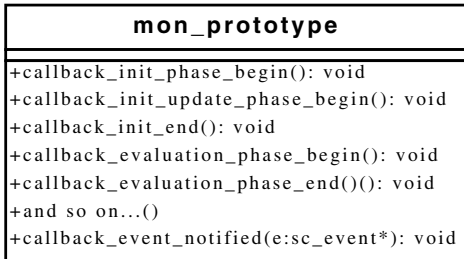 mon_prototype
+callback_init_phase_begin(): void
+callback_init_update_phase_begin(): void
+callback_init_end(): void
+callback_evaluation_phase_begin(): void
+callback_evaluation_phase_end()(): void
+and so on...()
+callback_event_notified(e:sc_event*): void